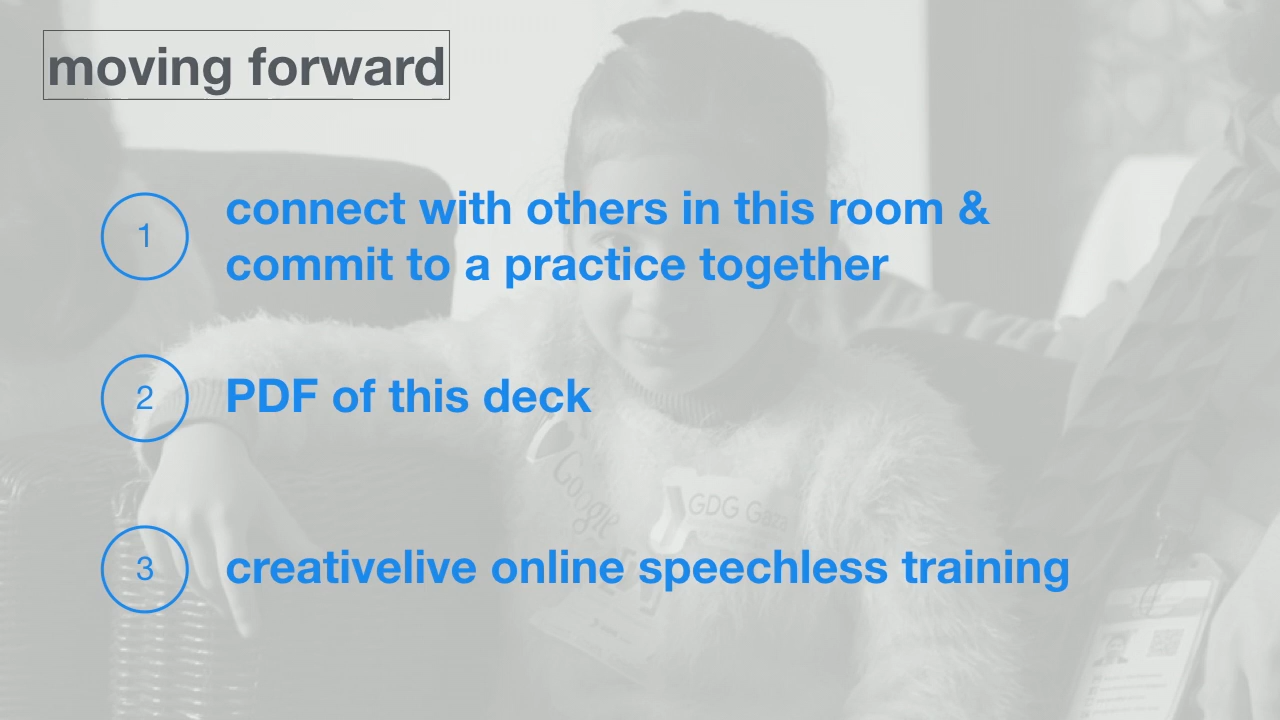 moving forward
1
connect with others in this room &
commit to a practice together
2
PDF of this deck
3
creativelive online speechless training
Google
GDG Gaza